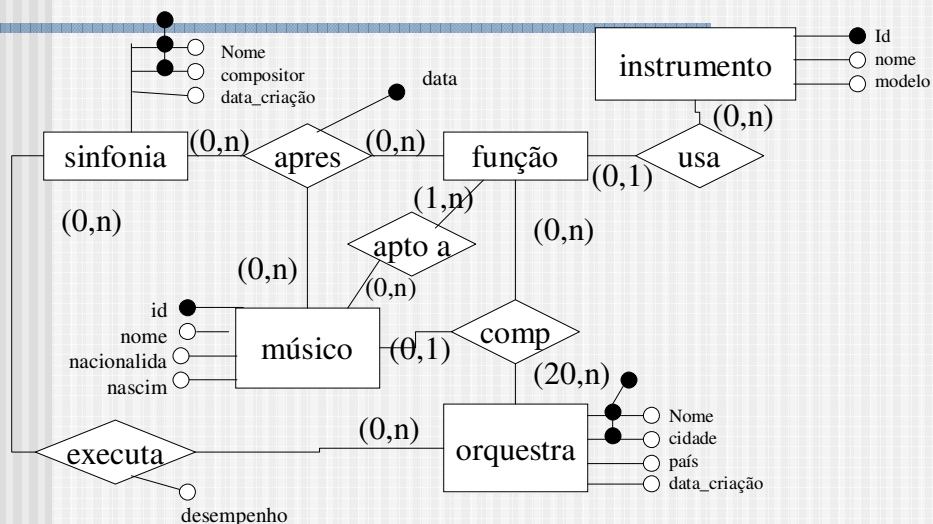 Id
nome
modelo
instrumento
Nome
compositor
data_criação
data
(0,n)
sinfonia
(0,n)
apres
(0,n)
função
(0,1)
usa
(1,n)
(0,n)
(0,n)
apto a
(0,n)
(0,n)
id
nome
nacionalida
nascim
músico
(0,1)
comp
(20,n)
Nome
cidade
país
data_criação
(0,n)
executa
orquestra
desempenho